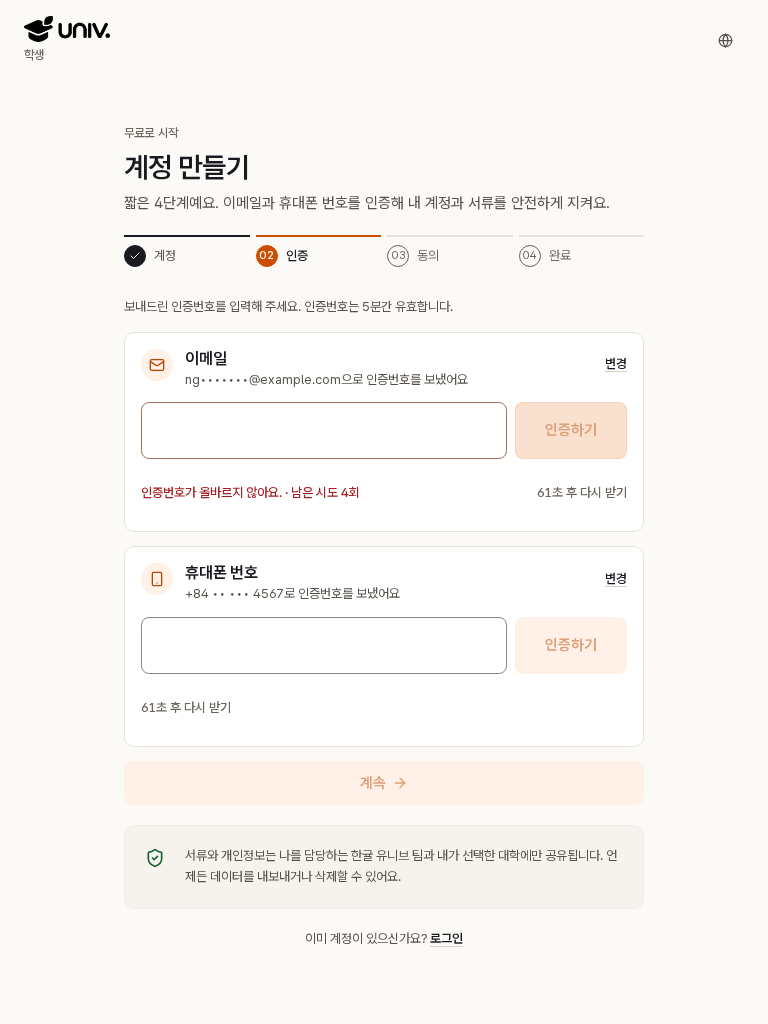 UNIV.
학생
무료로 시작
계정 만들기
짧은 4단계예요. 이메일과 휴대폰 번호를 인증해 내 계정과 서류를 안전하게 지켜요.
계정
02 인증
03 동의
04 완료
보내드린 인증번호를 입력해 주세요. 인증번호는 5분간 유효합니다.
이메일
변경
ng•••••••@example.com으로 인증번호를 보냈어요
인증하기
인증번호가 올바르지 않아요. · 남은 시도 4회
61초 후 다시 받기
휴대폰 번호
변경
+84 •• ••• 4567로 인증번호를 보냈어요
인증하기
61초 후 다시 받기
계속 →
서류와 개인정보는 나를 담당하는 한귤 유니브 팀과 내가 선택한 대학에만 공유됩니다. 언
제든 데이터를 내보내거나 삭제할 수 있어요.
이미 계정이 있으신가요? 로그인